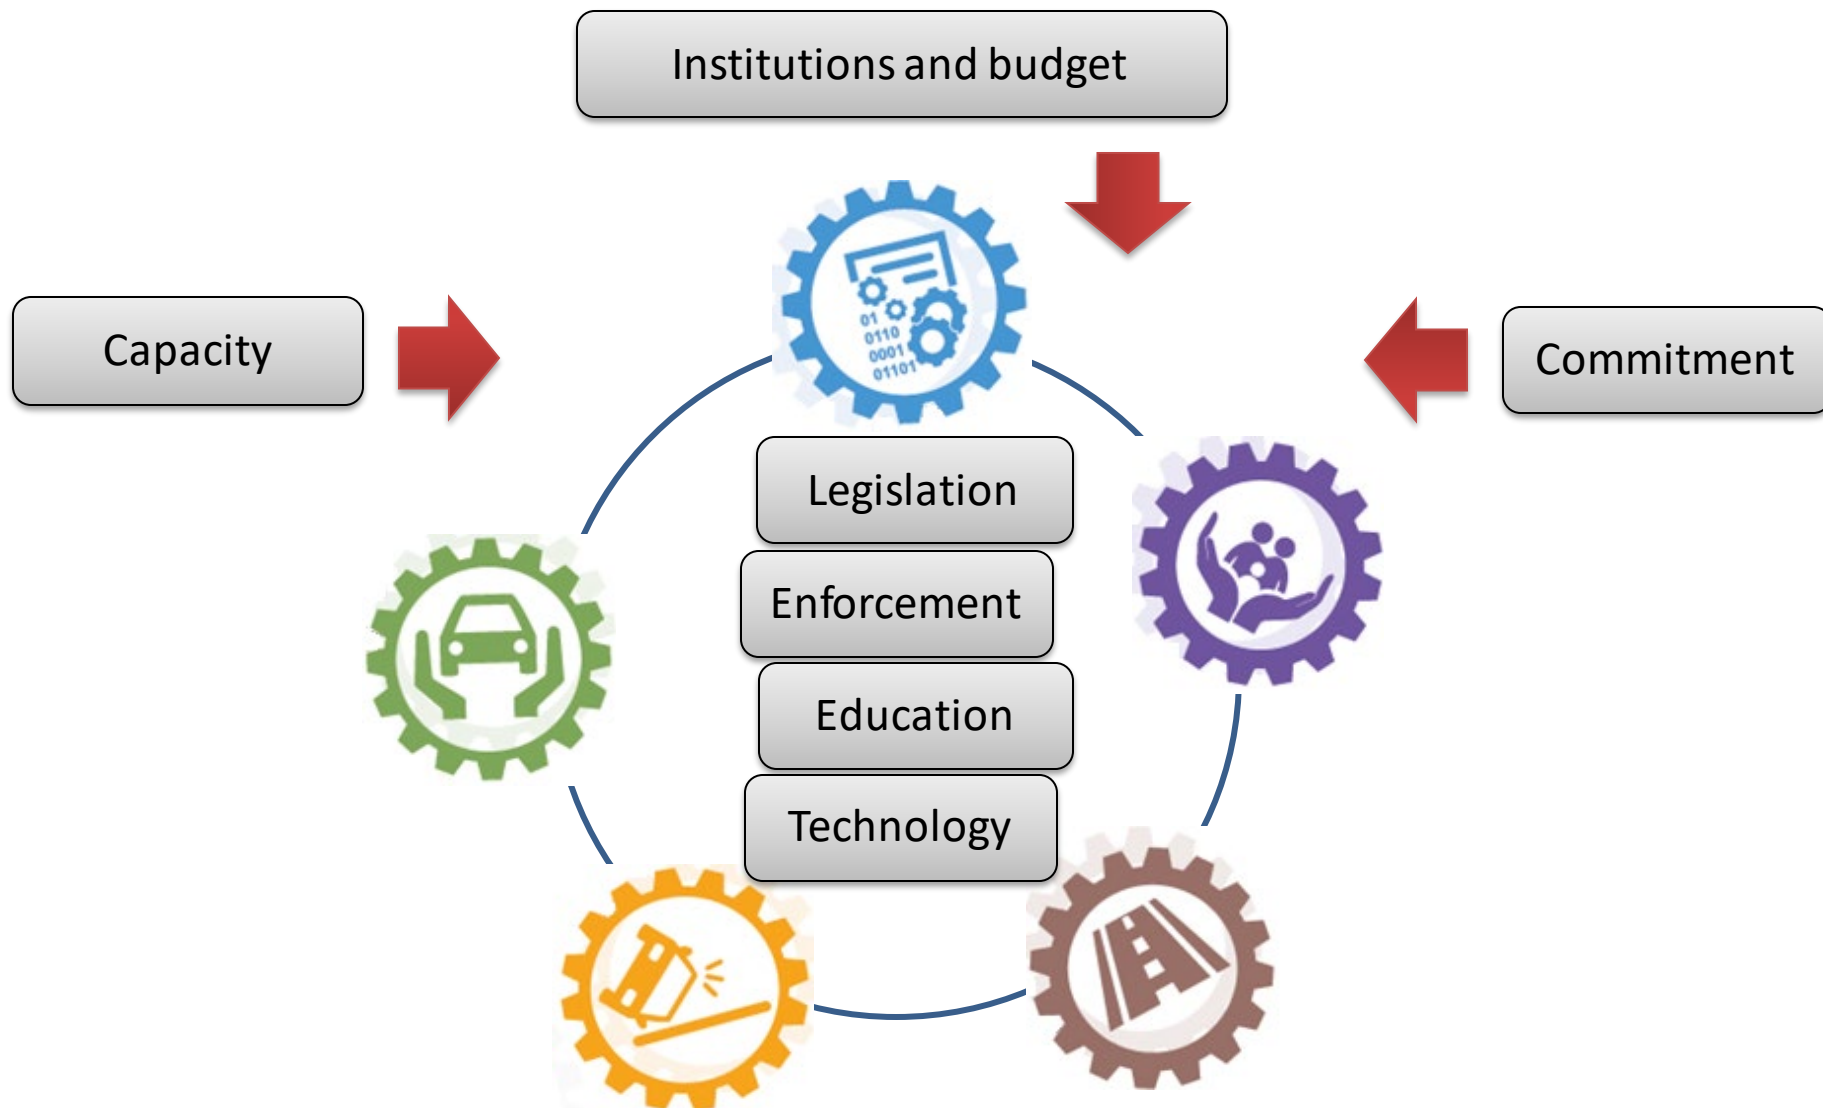 Institutions and budget
Capacity
Commitment
01
0110
0001
01101
Legislation
Enforcement
Education
Technology